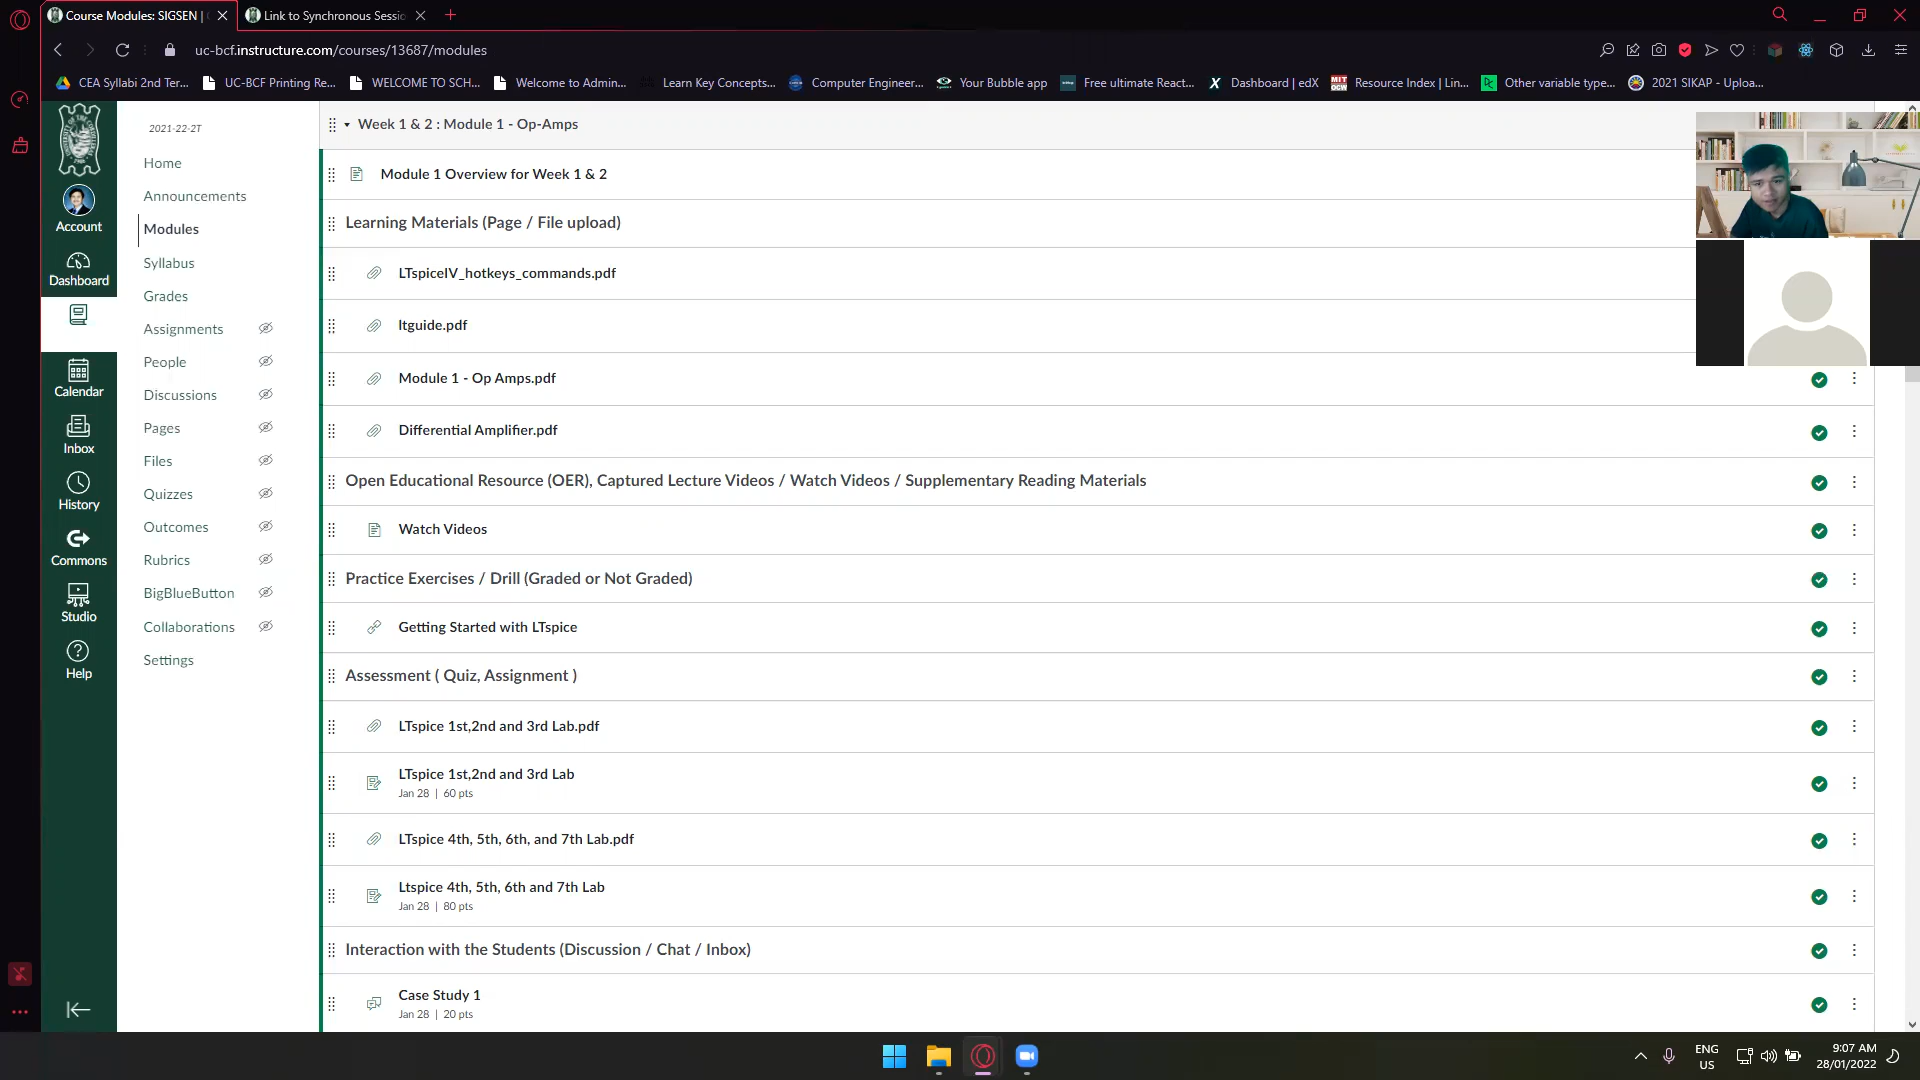 Course Modules: SIGSEN |
Link to Synchronous Sessio
uc-bcf.instructure.com/courses/13687/modules
CEA Syllabi 2nd Ter...
UC-BCF Printing Re...
WELCOME TO SCH...
Welcome to Admin...
Learn Key Concepts...
Computer Engineer...
Your Bubble app
Free ultimate React...
Dashboard | edX
Resource Index | Lin...
Other variable type...
2021 SIKAP - Uploa...
Account
Dashboard
Calendar
Inbox
History
Commons
Studio
Help
2021-22-2T
Home
Announcements
Modules
Syllabus
Grades
Assignments
People
Discussions
Pages
Files
Quizzes
Outcomes
Rubrics
BigBlueButton
Collaborations
Settings
Week 1 & 2 : Module 1 - Op-Amps
Module 1 Overview for Week 1 & 2
Learning Materials (Page / File upload)
LTspiceIV_hotkeys_commands.pdf
ltguide.pdf
Module 1 - Op Amps.pdf
Differential Amplifier.pdf
Open Educational Resource (OER), Captured Lecture Videos / Watch Videos / Supplementary Reading Materials
Watch Videos
Practice Exercises / Drill (Graded or Not Graded)
Getting Started with LTspice
Assessment ( Quiz, Assignment )
LTspice 1st,2nd and 3rd Lab.pdf
LTspice 1st,2nd and 3rd Lab
Jan 28 | 60 pts
LTspice 4th, 5th, 6th, and 7th Lab.pdf
Ltspice 4th, 5th, 6th and 7th Lab
Jan 28 | 80 pts
Interaction with the Students (Discussion / Chat / Inbox)
Case Study 1
Jan 28 | 20 pts
ENG
US
9:07 AM
28/01/2022